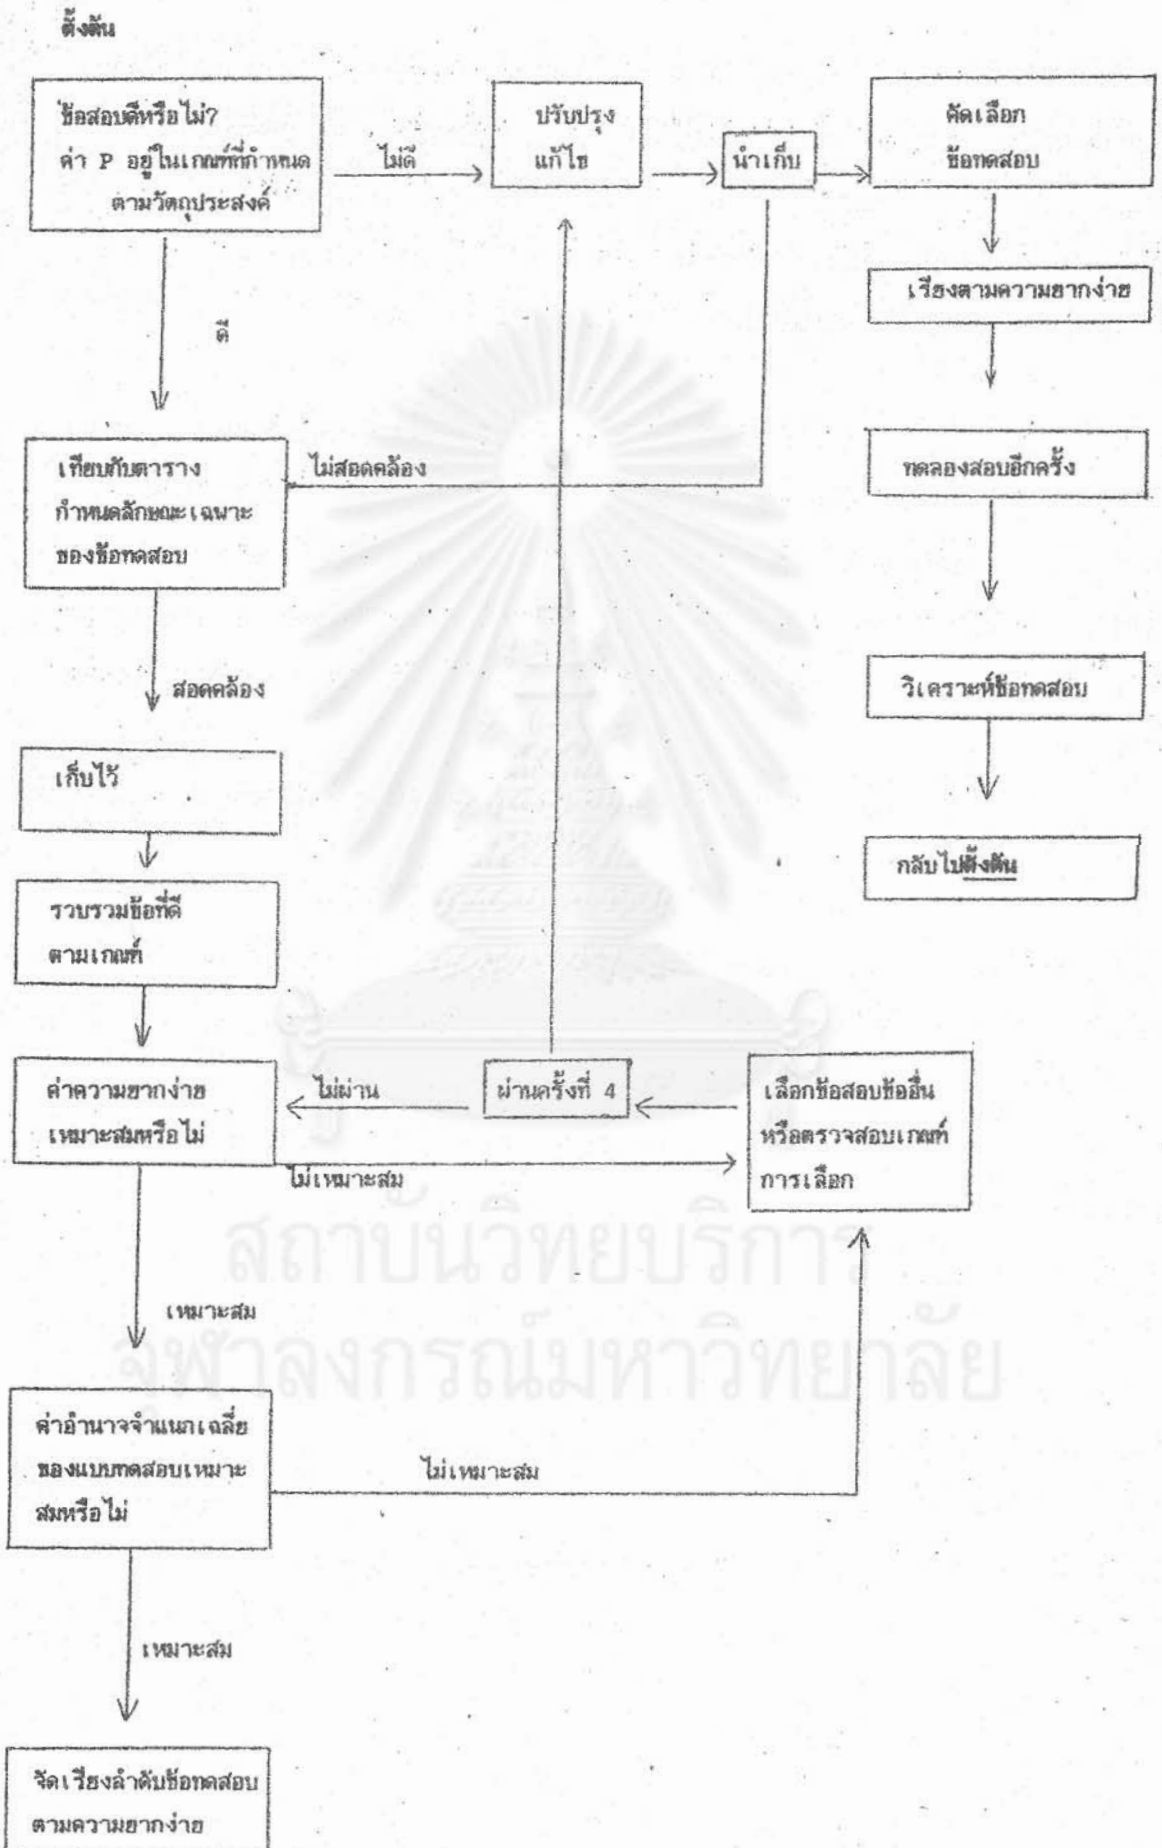 ตั้งต้น
ข้อสอบดีหรือไม่?
ค่า P อยู่ในเกณฑ์ที่กำหนด
ตามวัตถุประสงค์
ไม่ดี
ปรับปรุง
แก้ไข
นำเก็บ
คัดเลือก
ข้อทดสอบ
เรียงตามความยากง่าย
ดี
เทียบกับตาราง
กำหนดลักษณะเฉพาะ
ของข้อทดสอบ
ไม่สอดคล้อง
ทดลองสอบอีกครั้ง
สอดคล้อง
วิเคราะห์ข้อทดสอบ
เก็บไว้
กลับไปตั้งต้น
รวบรวมข้อที่ดี
ตามเกณฑ์
ค่าความยากง่าย
เหมาะสมหรือไม่
ไม่ผ่าน
ผ่านครั้งที่ 4
เลือกข้อสอบข้ออื่น
หรือตรวจสอบเกณฑ์
การเลือก
ไม่เหมาะสม
สถาบันวิทยบริการ
จุฬาลงกรณ์มหาวิทยาลัย
เหมาะสม
ค่าอำนาจจำแนกเฉลี่ย
ของแบบทดสอบเหมาะ
สมหรือไม่
ไม่เหมาะสม
เหมาะสม
จัดเรียงลำดับข้อทดสอบ
ตามความยากง่าย